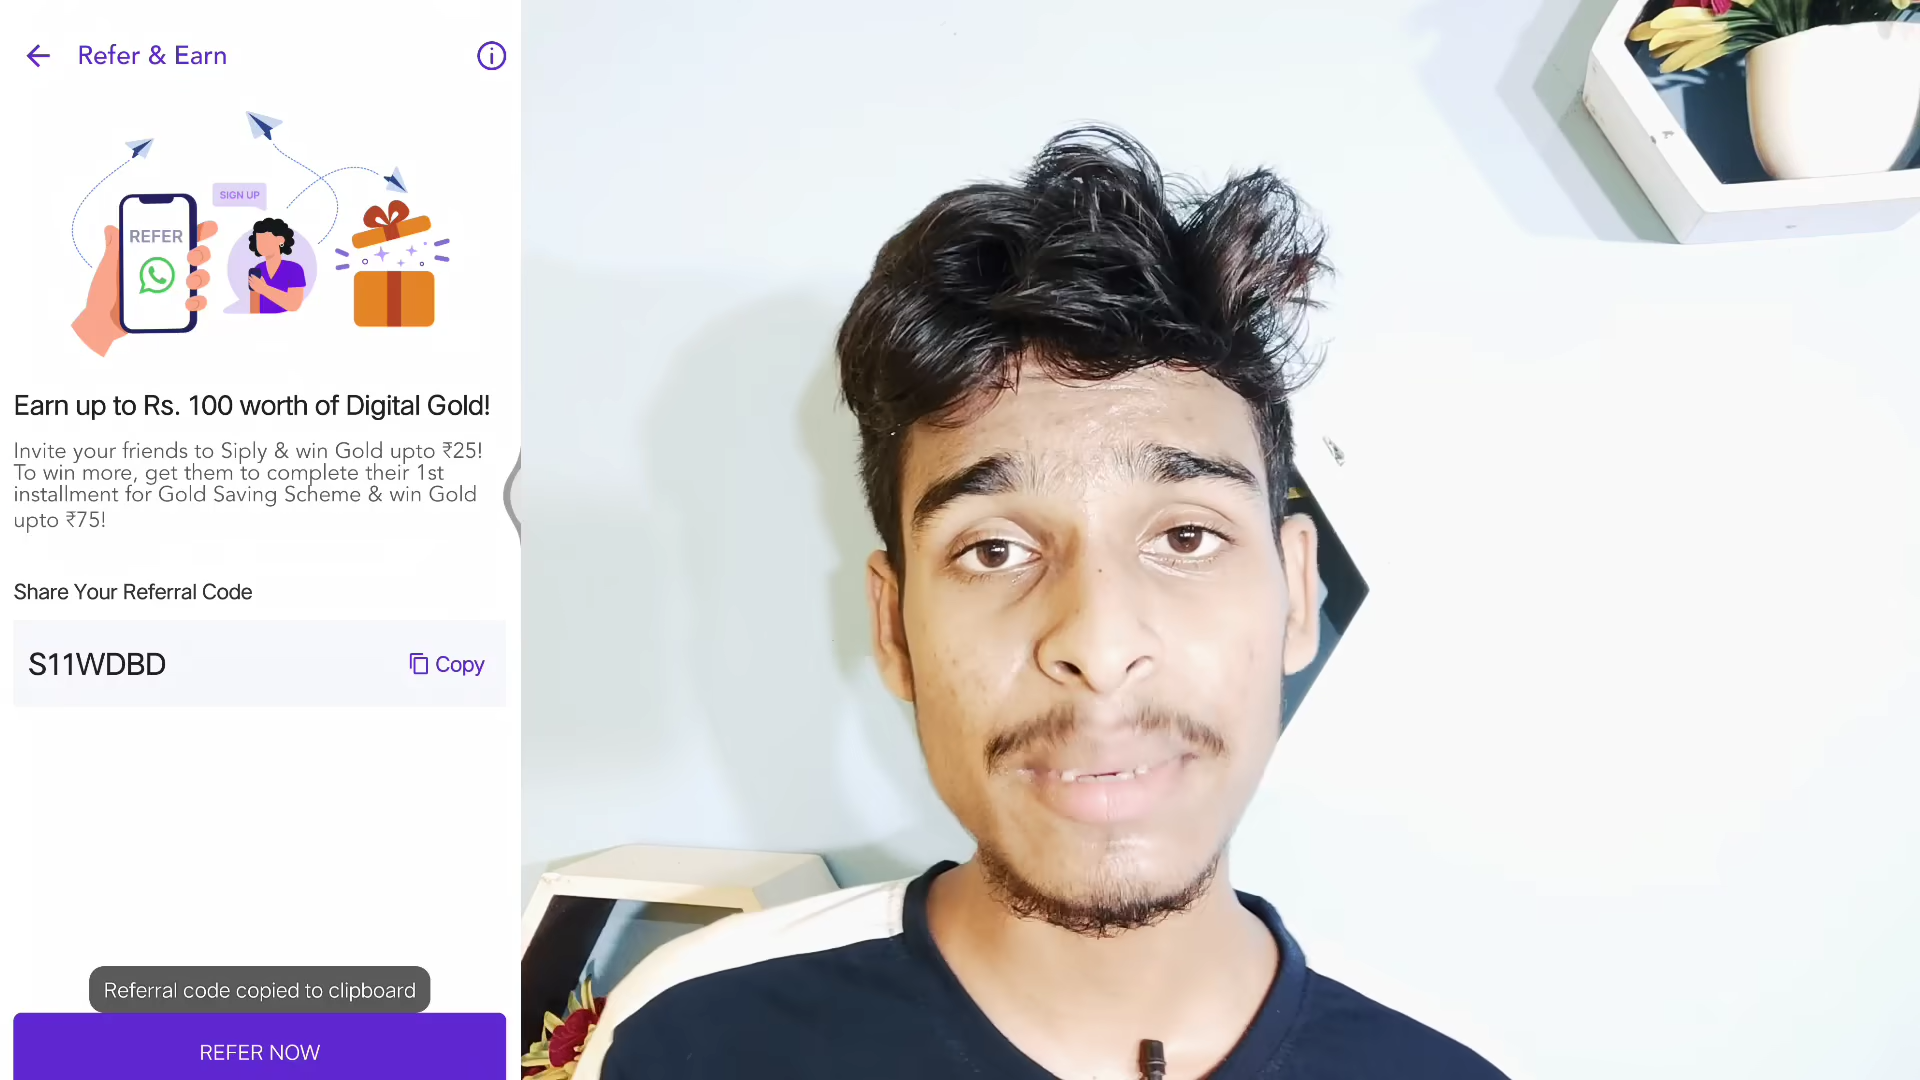 Refer & Earn
SIGN UP
REFER
Earn up to Rs. 100 worth of Digital Gold!
Invite your friends to Siply & win Gold upto ₹25!
To win more, get them to complete their 1st
installment for Gold Saving Scheme & win Gold
upto ₹75!
Share Your Referral Code
S11WDBD
Copy
Referral code copied to clipboard
REFER NOW